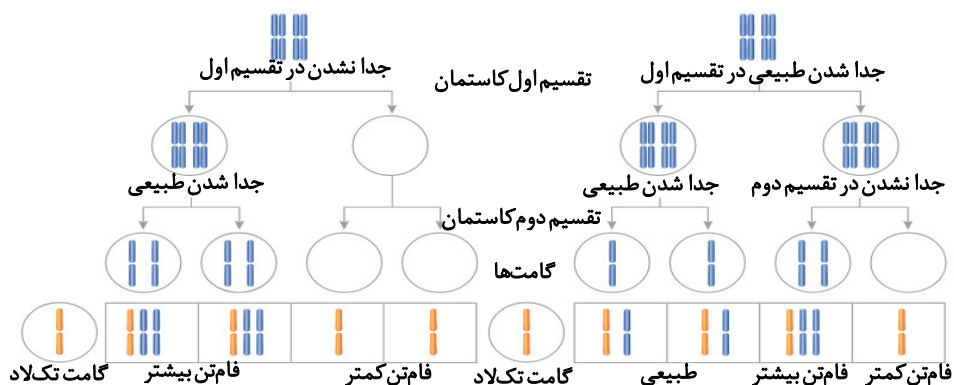 جدا شدن طبیعی در تقسیم اول
تقسیم اول کاستمان
جدا نشدن در تقسیم اول
جدا نشدن در تقسیم دوم
جدا شدن طبیعی
جدا شدن طبیعی
تقسیم دوم کاستمان
گامت‌ها
فام‌تن کمتر
فام‌تن بیشتر
طبیعی
گامت تک‌لاد
فام‌تن کمتر
فام‌تن بیشتر
گامت تک‌لاد